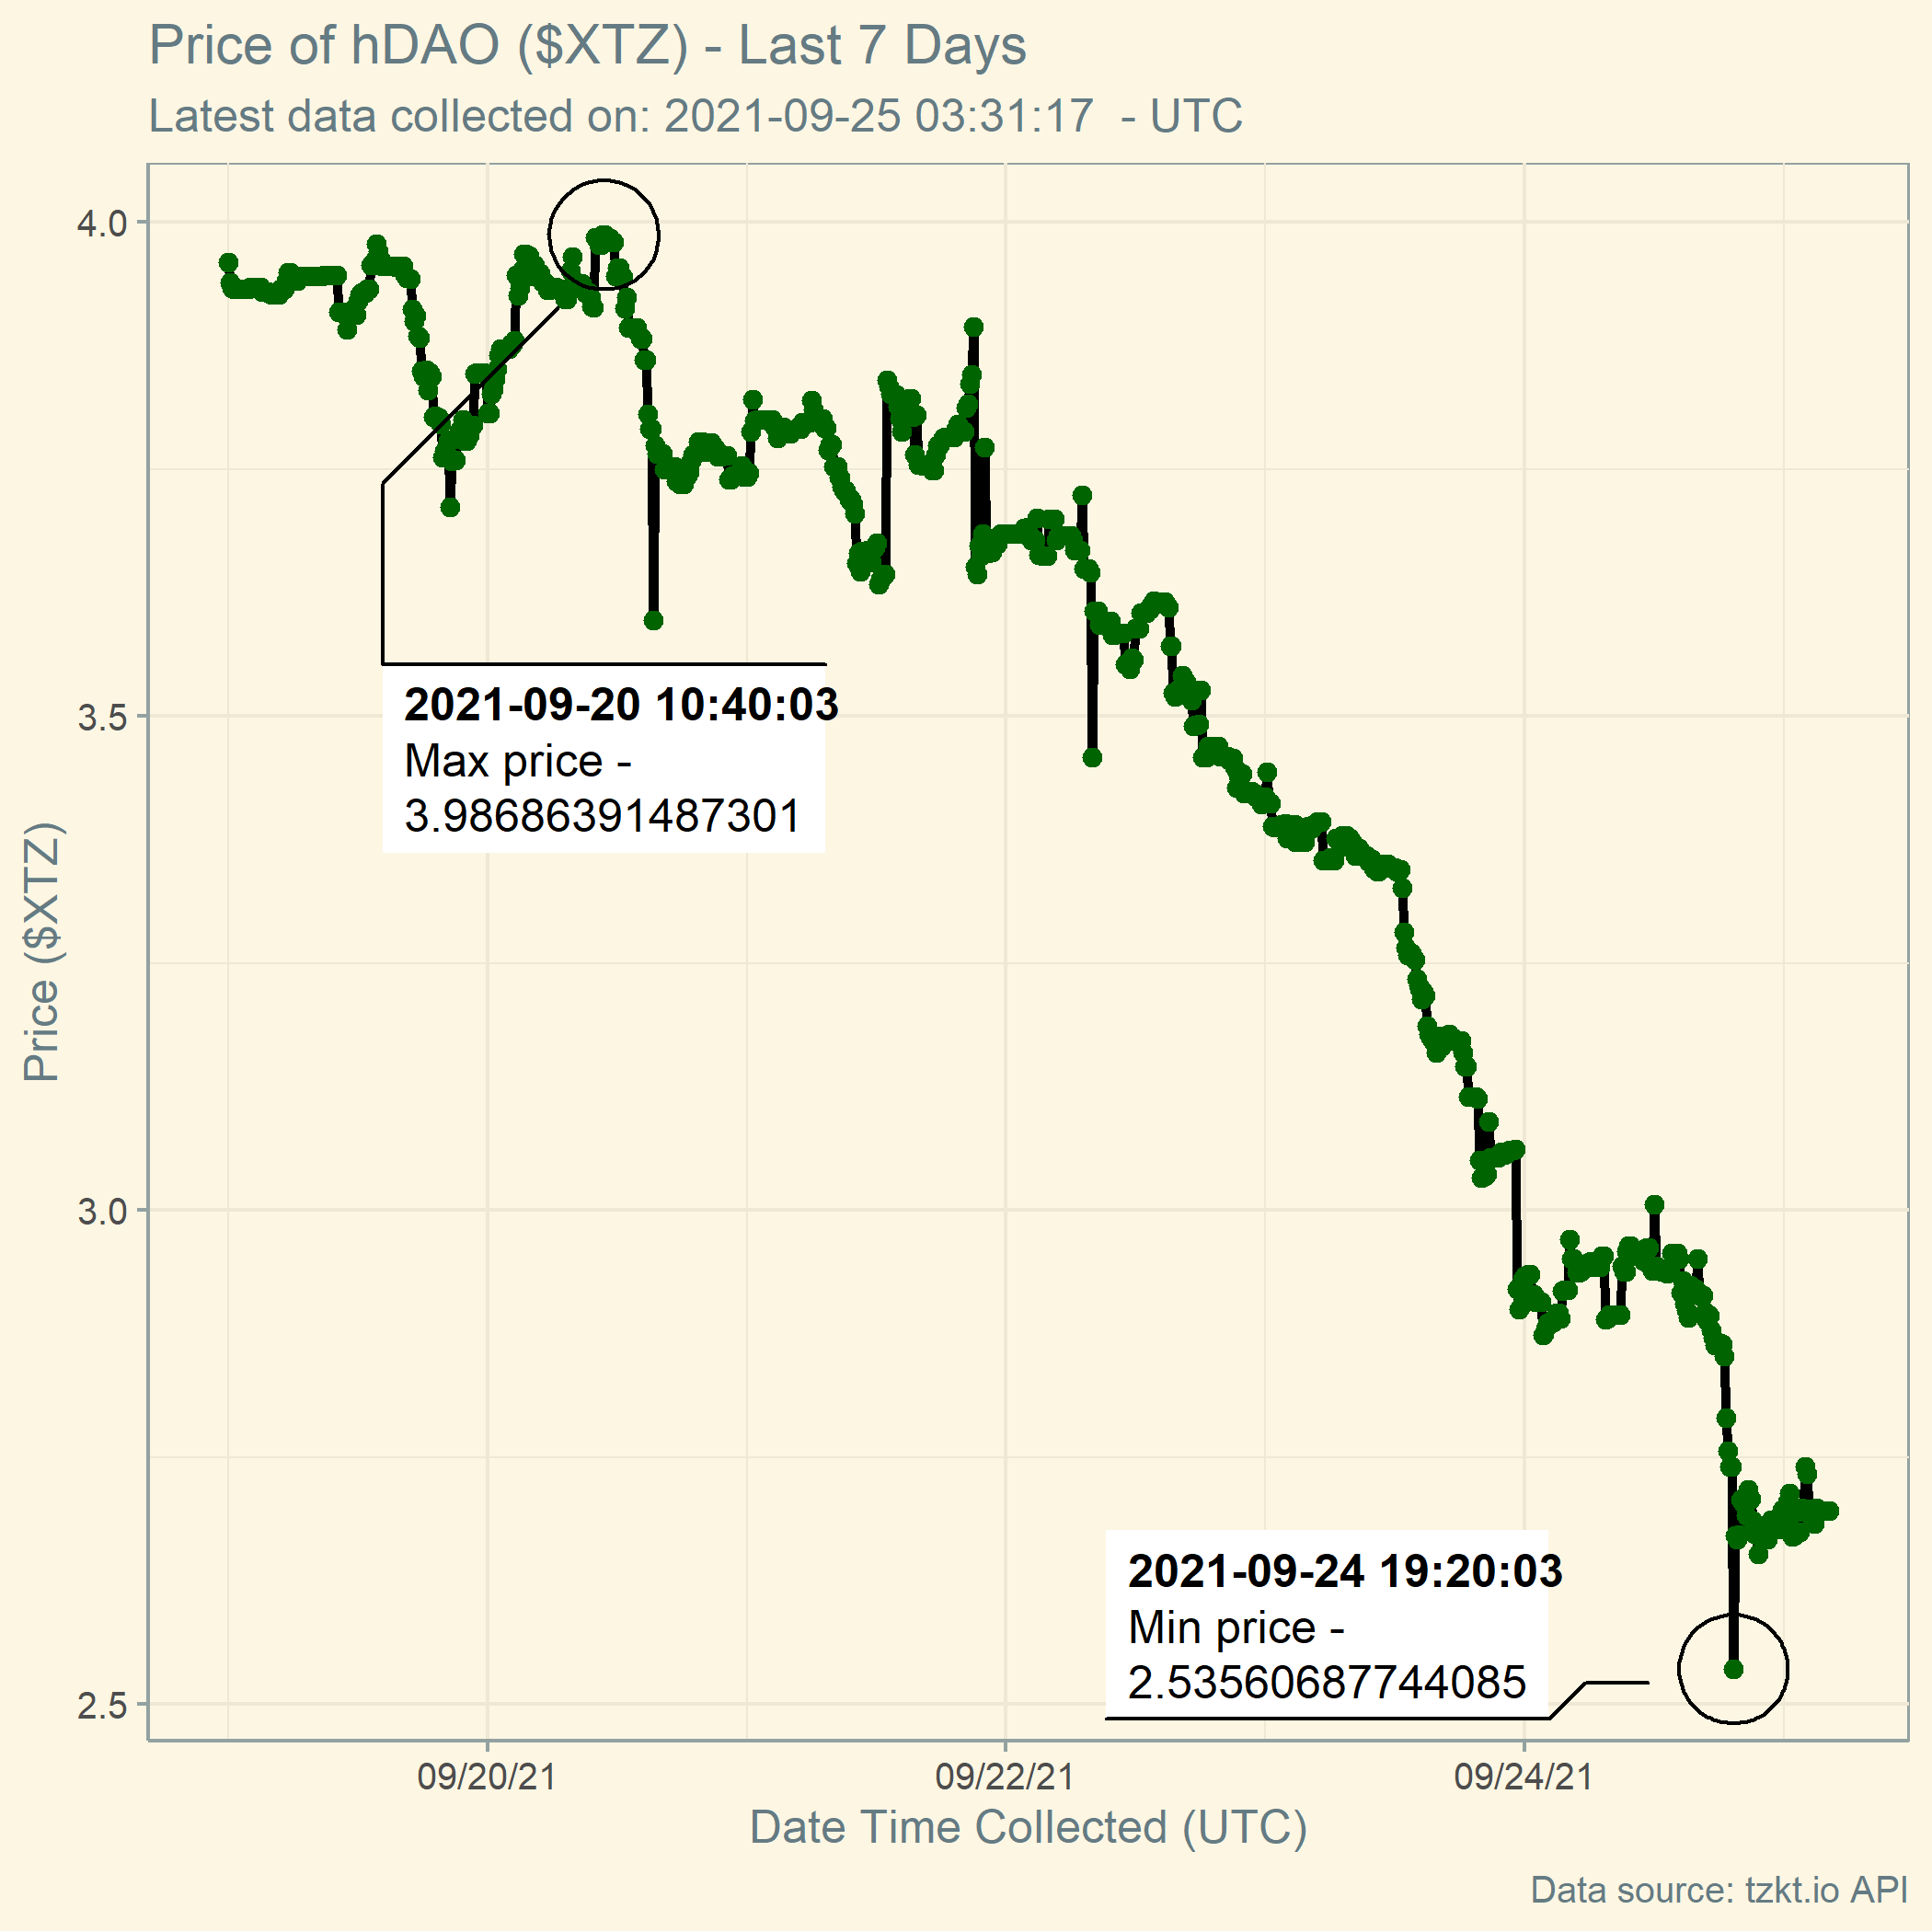 Price of hDAO ($XTZ) - Last 7 Days
Latest data collected on: 2021-09-25 03:31:17  - UTC
4.0
3.5
3.0
2.5
Price ($XTZ)
2021-09-20 10:40:03
Max price -
3.98686391487301
2021-09-24 19:20:03
Min price -
2.53560687744085
09/20/21
09/22/21
09/24/21
Date Time Collected (UTC)
Data source: tzkt.io API